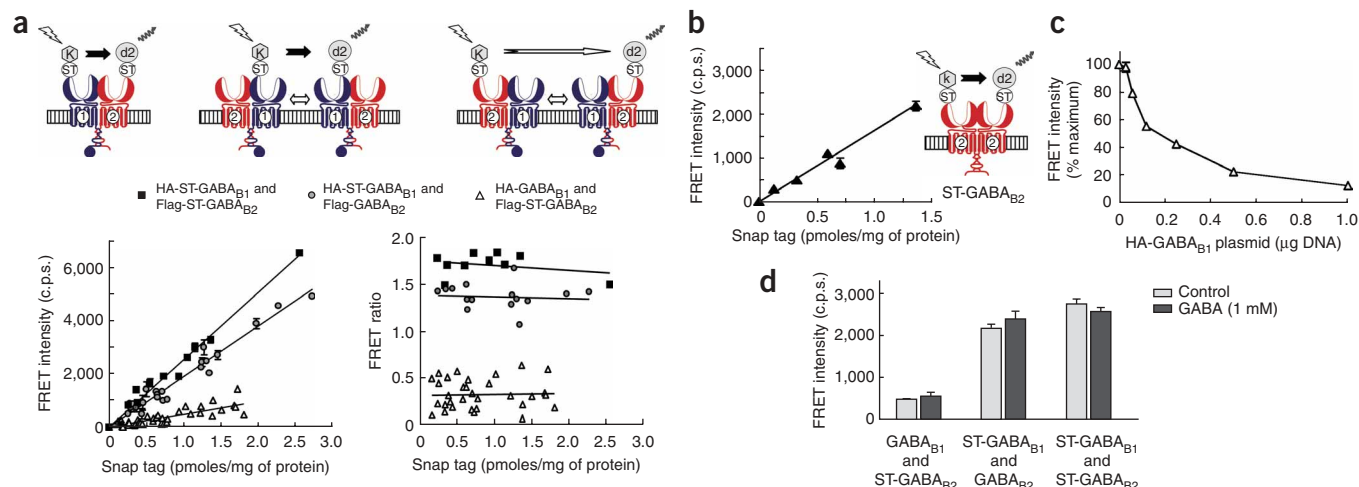 a
K
d2
ST
ST
1
2
K
d2
ST
ST
2
1
1
2
K
d2
ST
ST
2
1
1
2
HA-ST-GABAB1 and
Flag-ST-GABAB2
HA-ST-GABAB1 and
Flag-GABAB2
HA-GABAB1 and
Flag-ST-GABAB2
FRET intensity (c.p.s.)
6,000
4,000
2,000
0
0
0.5
1.0
1.5
2.0
2.5
3.0
Snap tag (pmoles/mg of protein)
FRET ratio
2.0
1.5
1.0
0.5
0
0
0.5
1.0
1.5
2.0
2.5
3.0
Snap tag (pmoles/mg of protein)
b
FRET intensity (c.p.s.)
3,000
2,000
1,000
0
0
0.5
1.0
1.5
Snap tag (pmoles/mg of protein)
k
d2
ST
ST
2
2
ST-GABAB2
c
FRET intensity
(% maximum)
100
80
60
40
20
0
0
0.2
0.4
0.6
0.8
1.0
HA-GABAB1 plasmid (μg DNA)
d
FRET intensity (c.p.s.)
3,000
2,000
1,000
0
Control
GABA (1 mM)
GABAB1
and
ST-GABAB2
ST-GABAB1
and
GABAB2
ST-GABAB1
and
ST-GABAB2